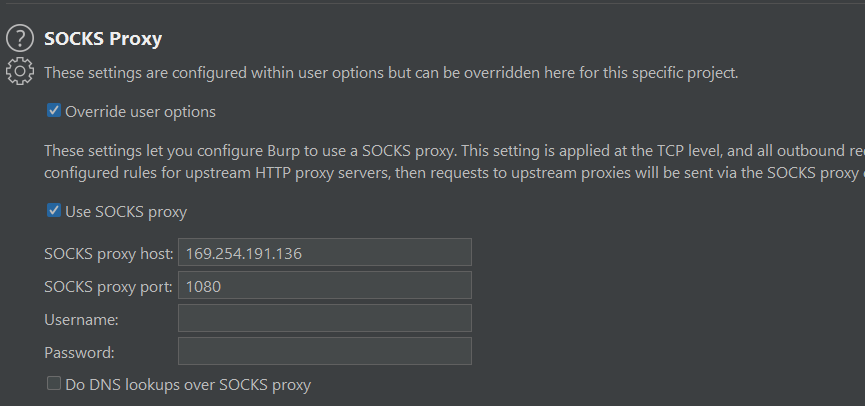 SOCKS Proxy
These settings are configured within user options but can be overridden here for this specific project.
Override user options
These settings let you configure Burp to use a SOCKS proxy. This setting is applied at the TCP level, and all outbound
configured rules for upstream HTTP proxy servers, then requests to upstream proxies will be sent via the SOCKS proxy
Use SOCKS proxy
SOCKS proxy host: 169.254.191.136
SOCKS proxy port: 1080
Username:
Password:
Do DNS lookups over SOCKS proxy